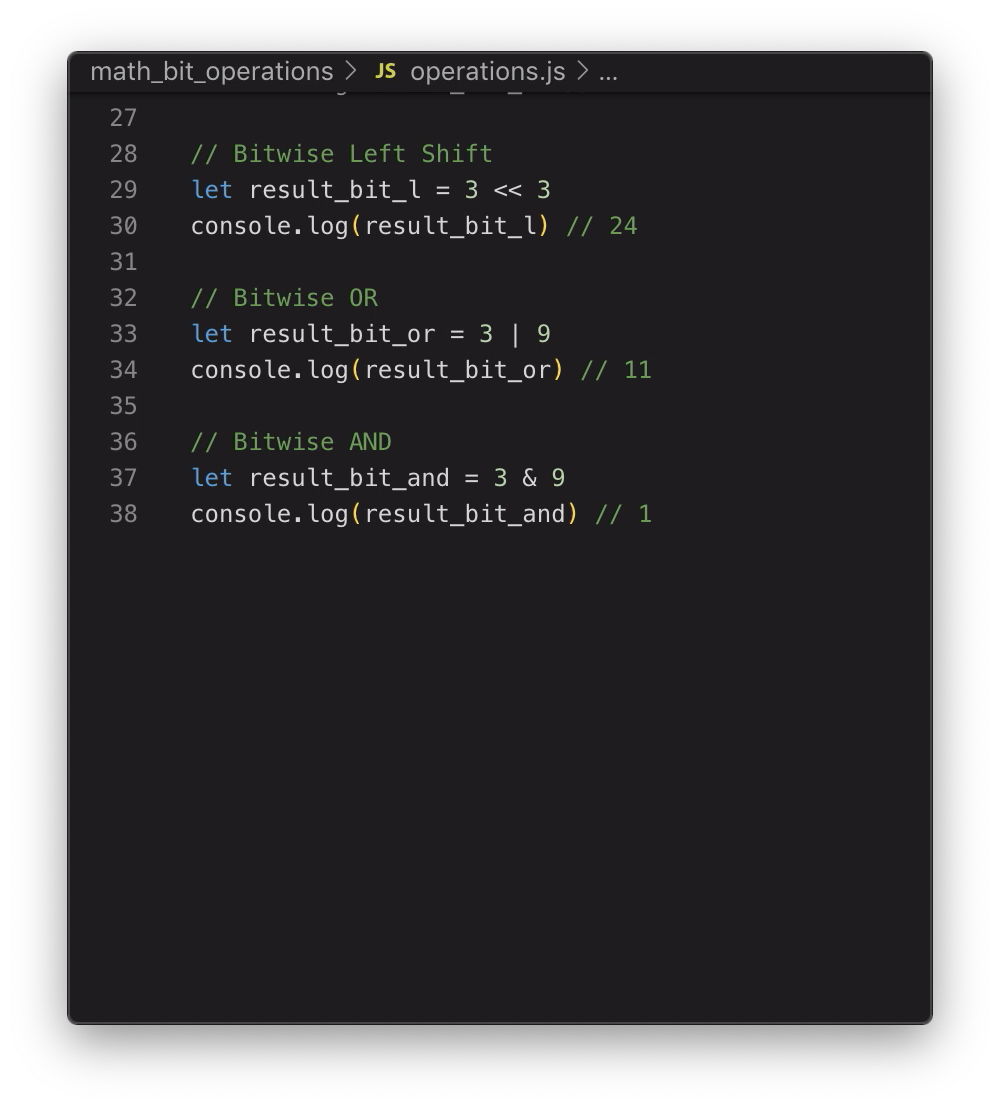 math_bit_operations > JS operations.js > ...
27
28 // Bitwise Left Shift
29 let result_bit_l = 3 << 3
30 console.log(result_bit_l) // 24
31
32 // Bitwise OR
33 let result_bit_or = 3 | 9
34 console.log(result_bit_or) // 11
35
36 // Bitwise AND
37 let result_bit_and = 3 & 9
38 console.log(result_bit_and) // 1